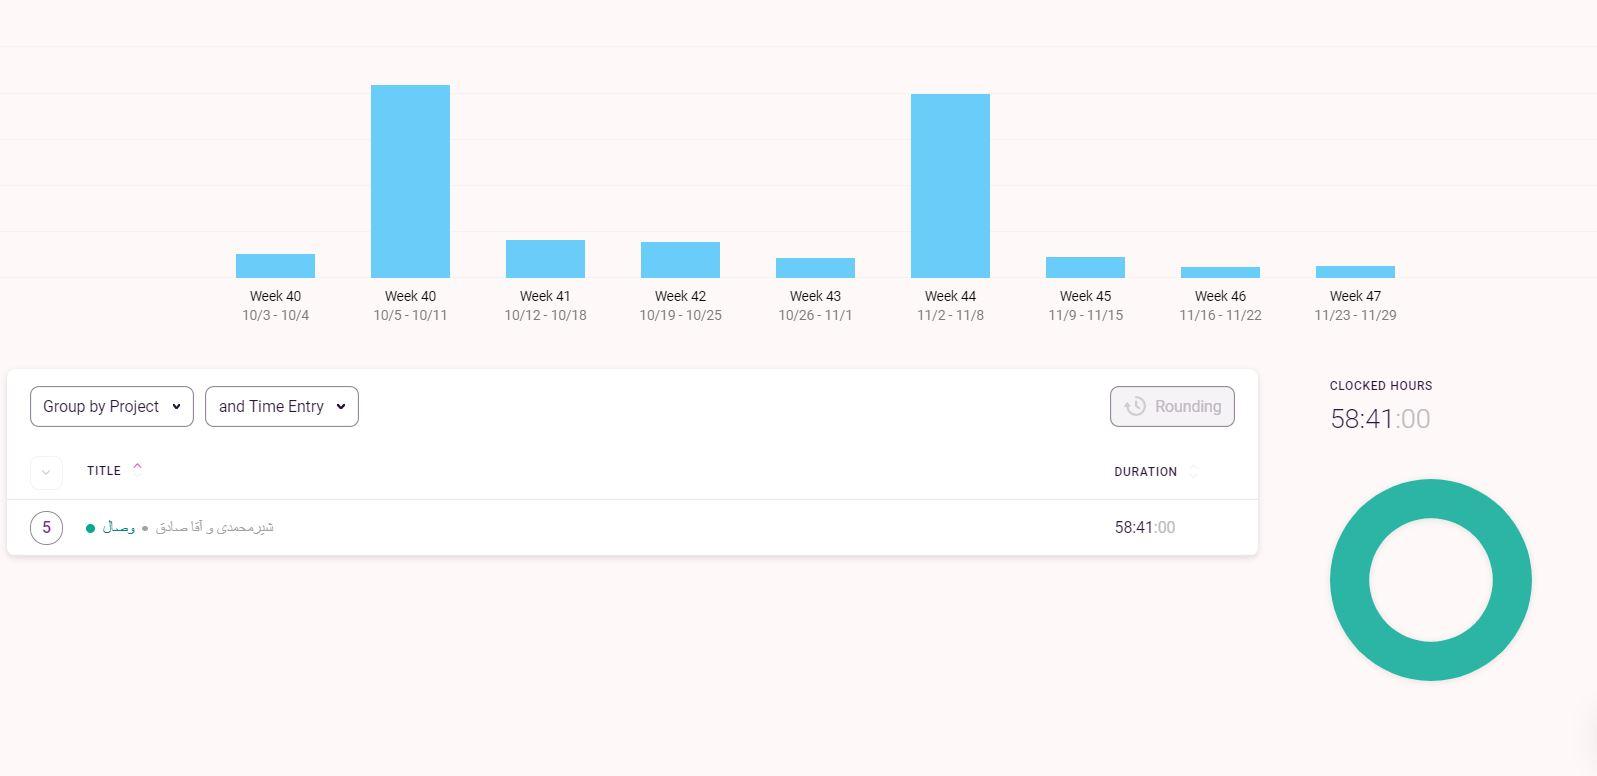 Week 40 Week 40 Week 41 Week 42 Week 43 Week 44 Week 45 Week 46 Week 47
10/3 - 10/4 10/5 - 10/11 10/12 - 10/18 10/19 - 10/25 10/26 - 11/1 11/2 - 11/8 11/9 - 11/15 11/16 - 11/22 11/23 - 11/29
Group by Project and Time Entry Rounding
TITLE DURATION
5 وصال • شیرمحمدی و آقا صادق 58:41:00
CLOCKED HOURS
58:41:00